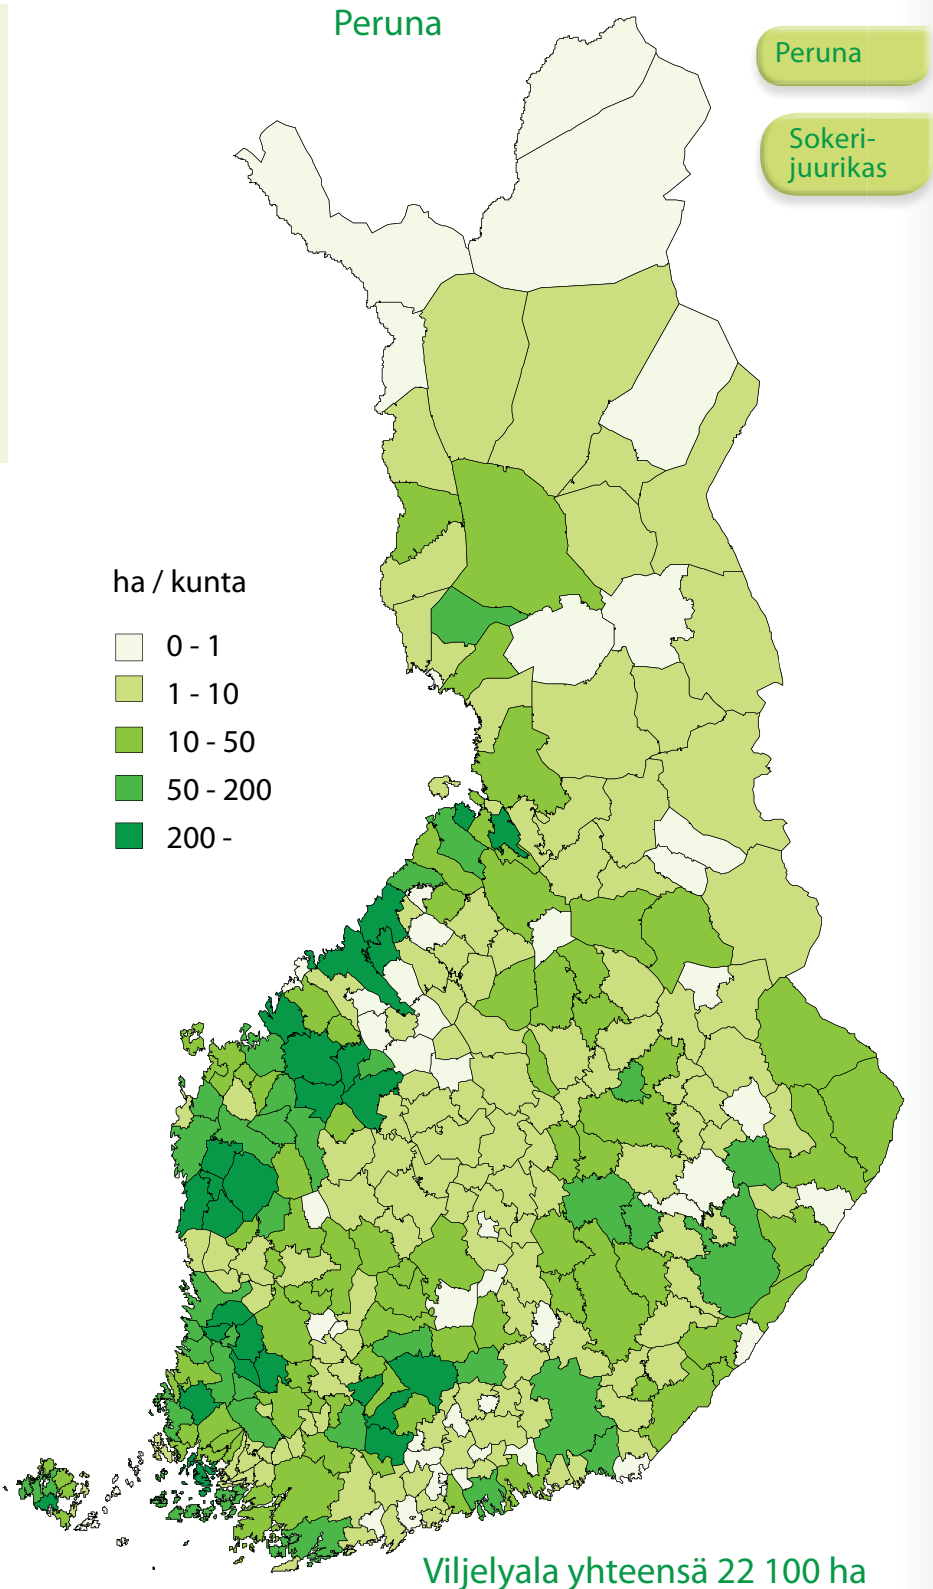 Peruna
Peruna
Sokeri-
juurikas
ha / kunta
0 - 1
1 - 10
10 - 50
50 - 200
200 -
Viljelyala yhteensä 22 100 ha